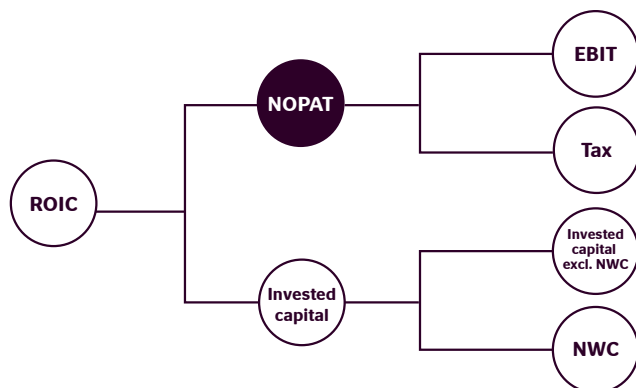 EBIT
NOPAT
Tax
ROIC
Invested
capital
excl. NWC
Invested
capital
NWC